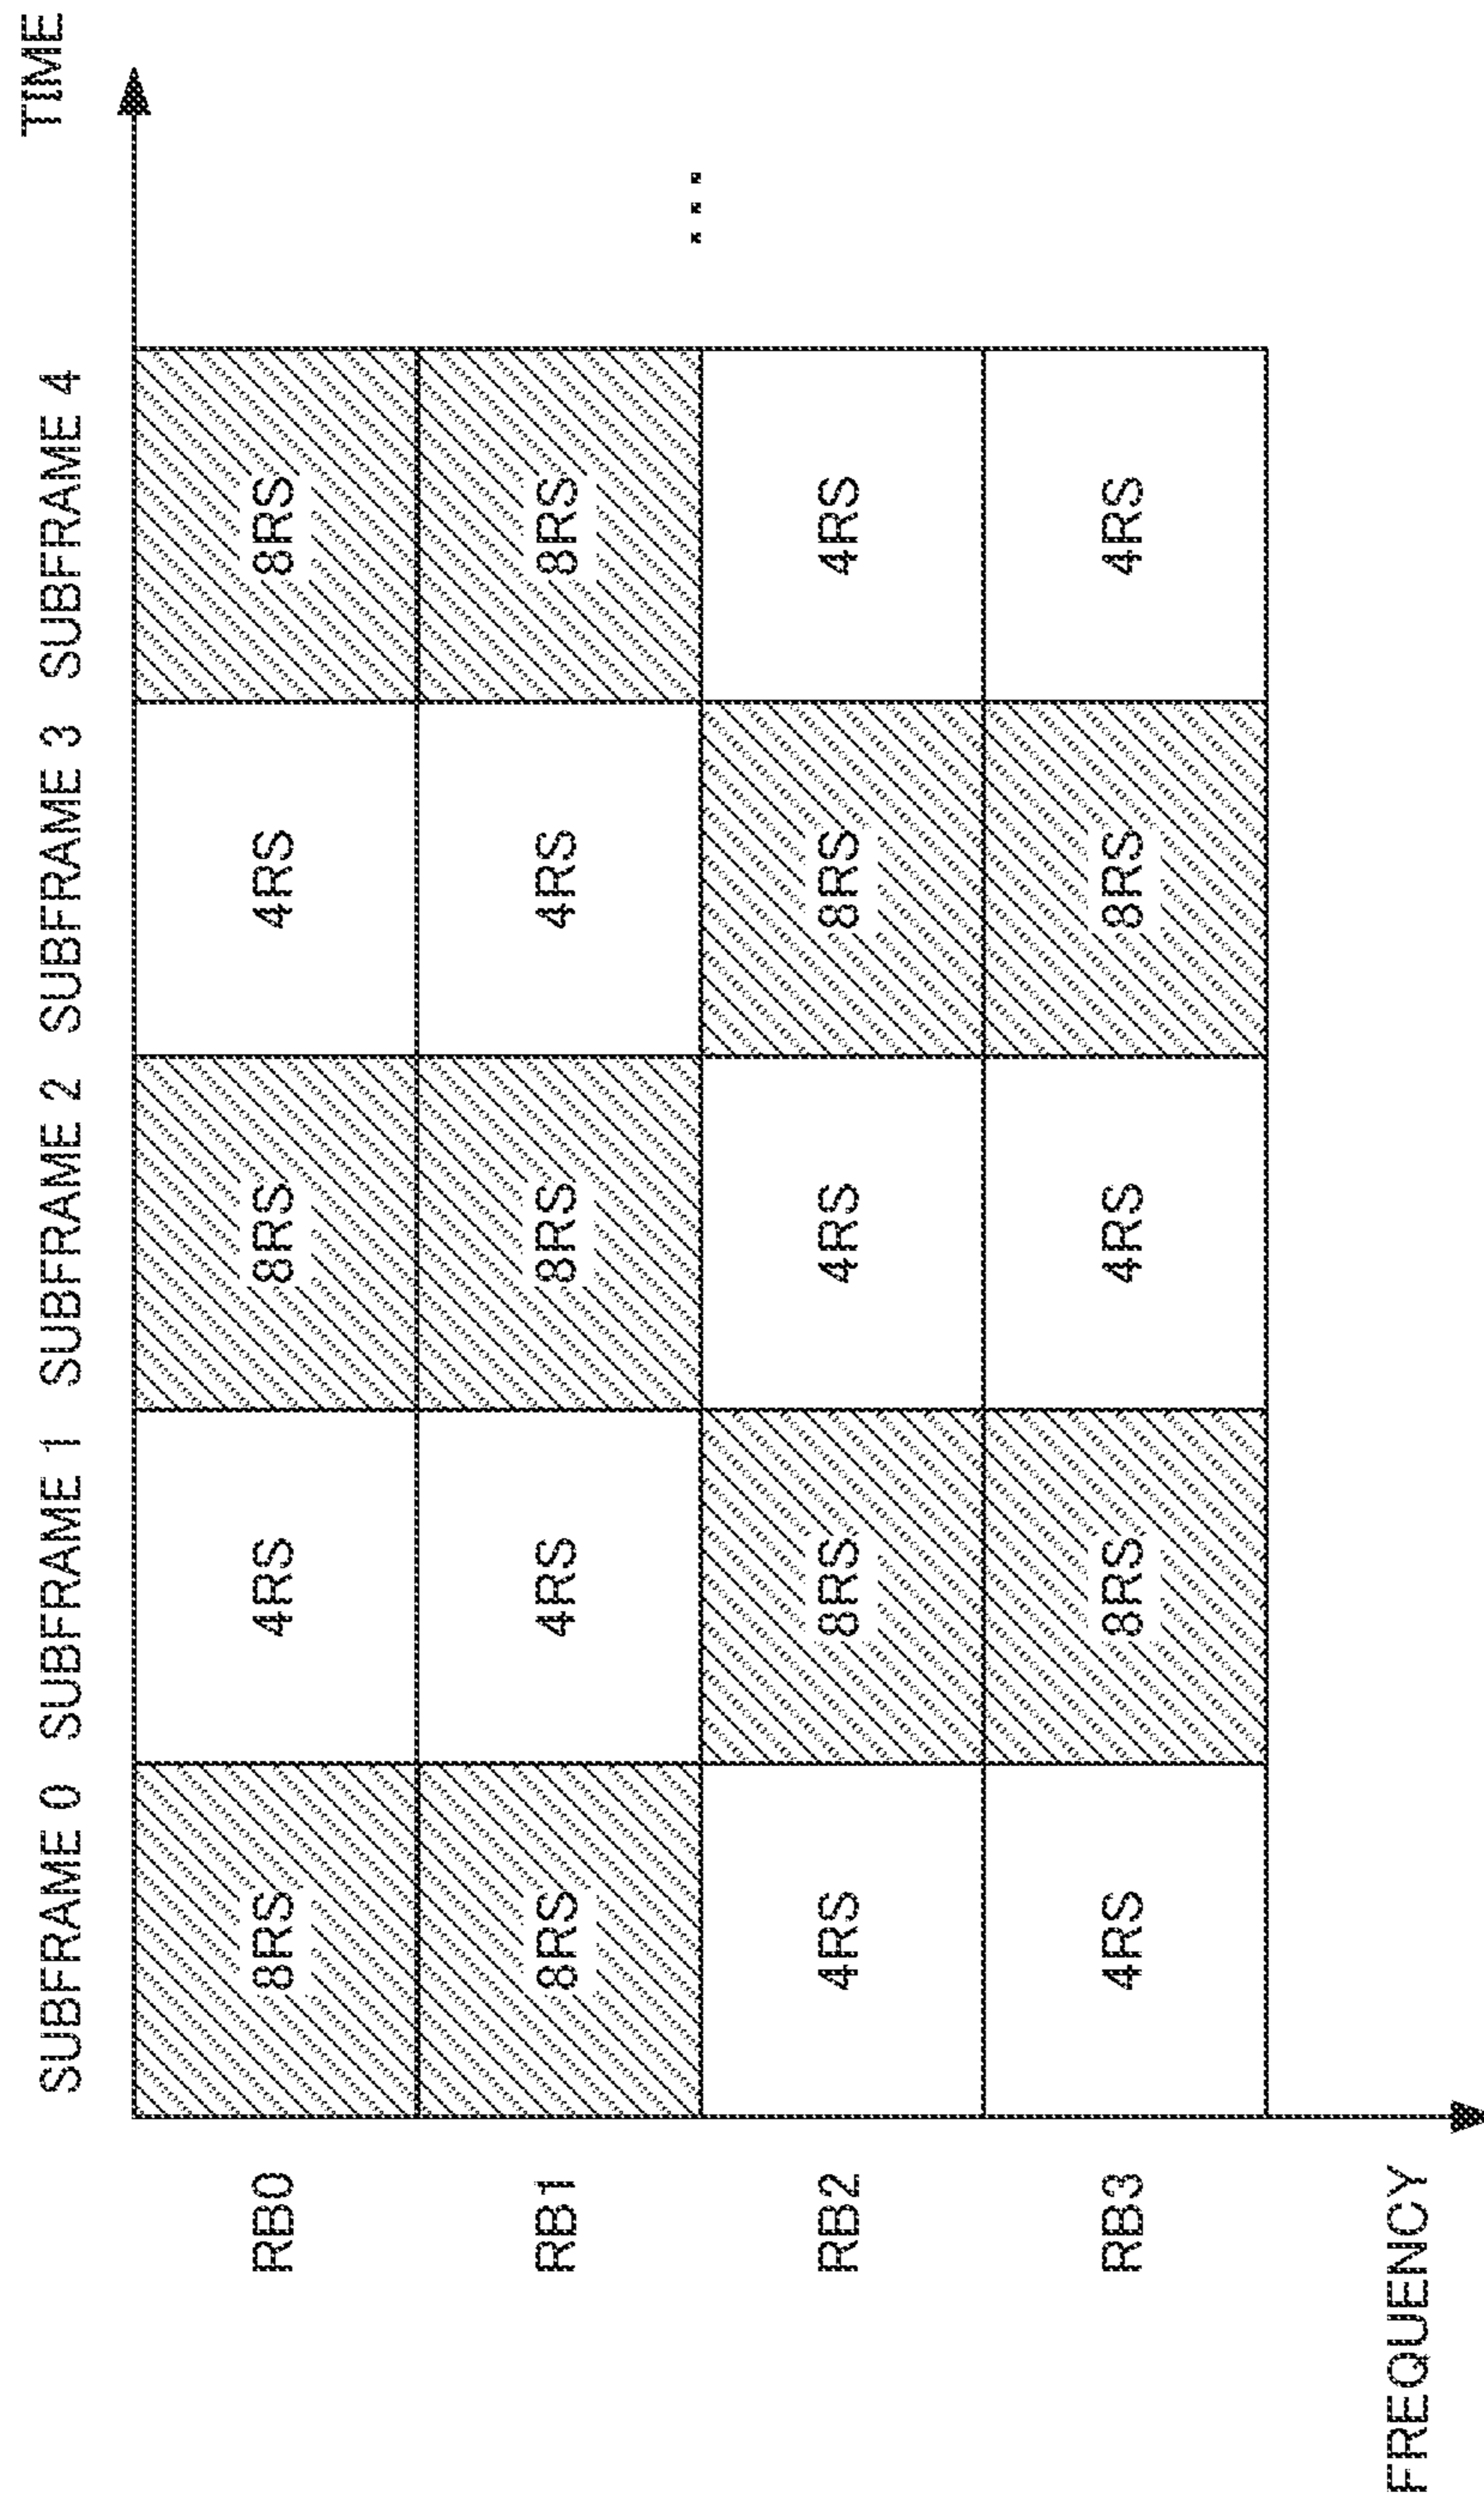 TIME
SUBFRAME 0 SUBFRAME 1 SUBFRAME 2 SUBFRAME 3 SUBFRAME 4
RB0 8RS 4RS 8RS 4RS 8RS
RB1 8RS 4RS 8RS 4RS 8RS
...
RB2 4RS 8RS 4RS 8RS 4RS
RB3 4RS 8RS 4RS 8RS 4RS
FREQUENCY